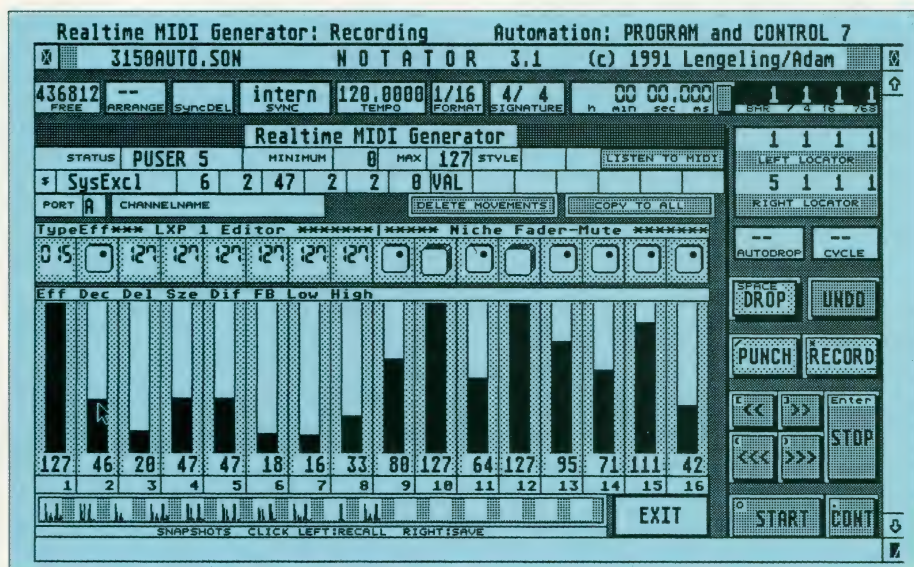 Realtime MIDI Generator: Recording Automation: PROGRAM and CONTROL 7
3150AUTO.SON N O T A T O R 3.1 (c) 1991 Lengeling/Adam
436812 -- intern 120.0000 1/16 4/ 4 00 00.000 1 1 1 1
FREE ARRANGE SyncDEL SYNC TEMPO FORMAT SIGNATURE h min sec ms BAR / 4 16 768
Realtime MIDI Generator
STATUS PUSER 5 MINIMUM 0 MAX 127 STYLE LISTEN TO MIDI
SysExcl 6 2 47 2 2 0 VAL
PORT A CHANNELNAME DELETE MOVEMENTS COPY TO ALL
TypeEff*** LXP 1 Editor *******|***** Niche Fader-Mute *******
015 127 127 127 127 127 127
Eff Dec Del Sze Dif FB Low High
127 46 20 47 47 18 16 33 80 127 64 127 95 71 111 42
1 2 3 4 5 6 7 8 9 10 11 12 13 14 15 16
SNAPSHOTS CLICK LEFT:RECALL RIGHT:SAVE
EXIT
1 1 1 1
LEFT LOCATOR
5 1 1 1
RIGHT LOCATOR
-- --
AUTODROP CYCLE
SPACE
DROP UNDO
PUNCH RECORD
<< >> Enter
<<< >>> STOP
START CONT